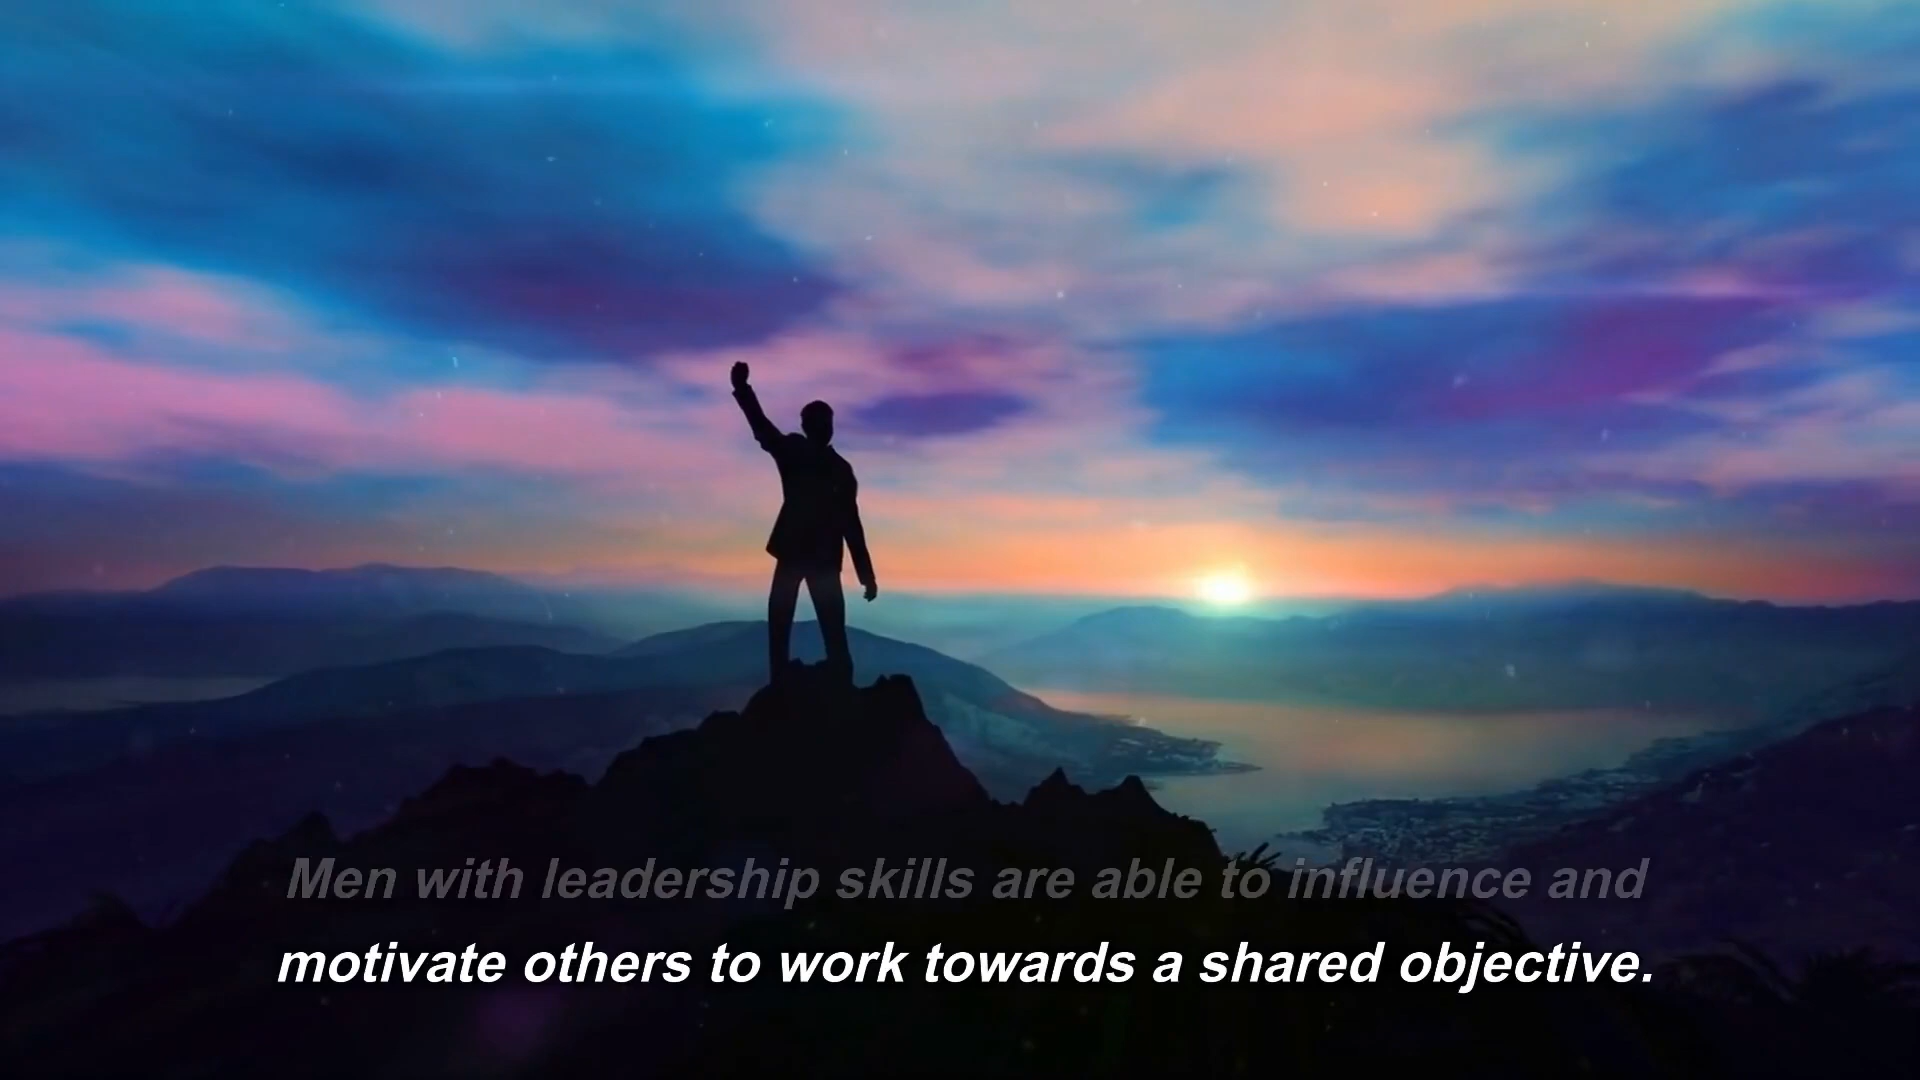 Men with leadership skills are able to influence and
motivate others to work towards a shared objective.